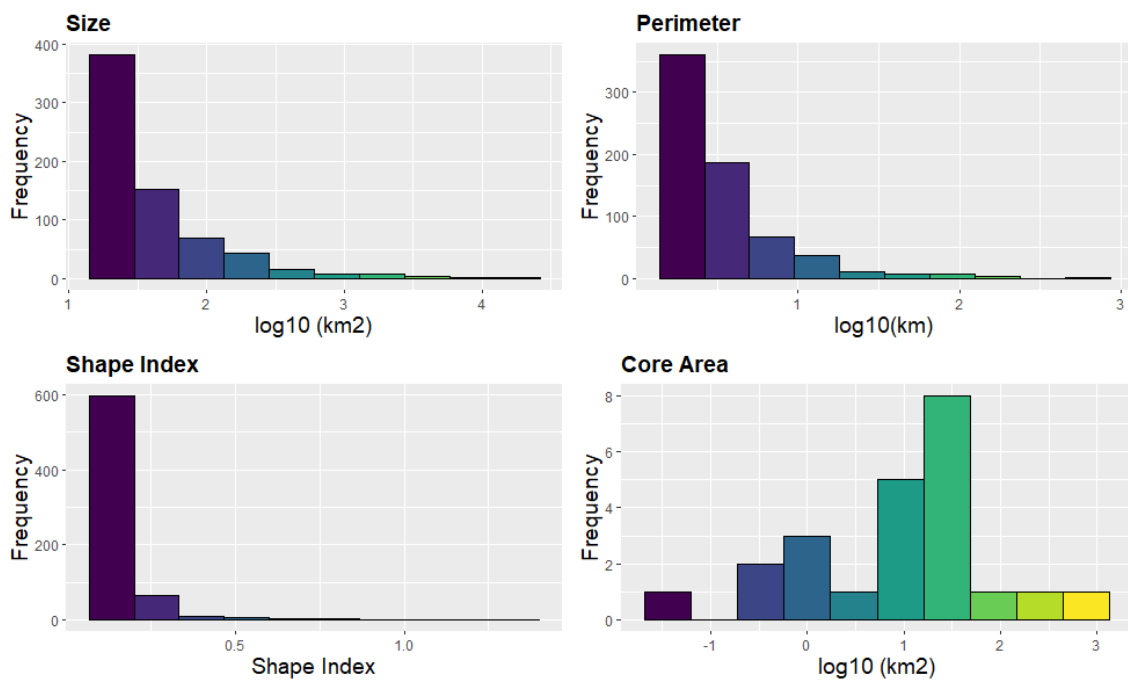 Size
400
300
200
100
0
Frequency
1 2 3 4
log10 (km2)
Perimeter
300
200
100
0
Frequency
1 2 3
log10(km)
Shape Index
600
400
200
0
Frequency
0.5 1.0
Shape Index
Core Area
8
6
4
2
0
Frequency
-1 0 1 2 3
log10 (km2)